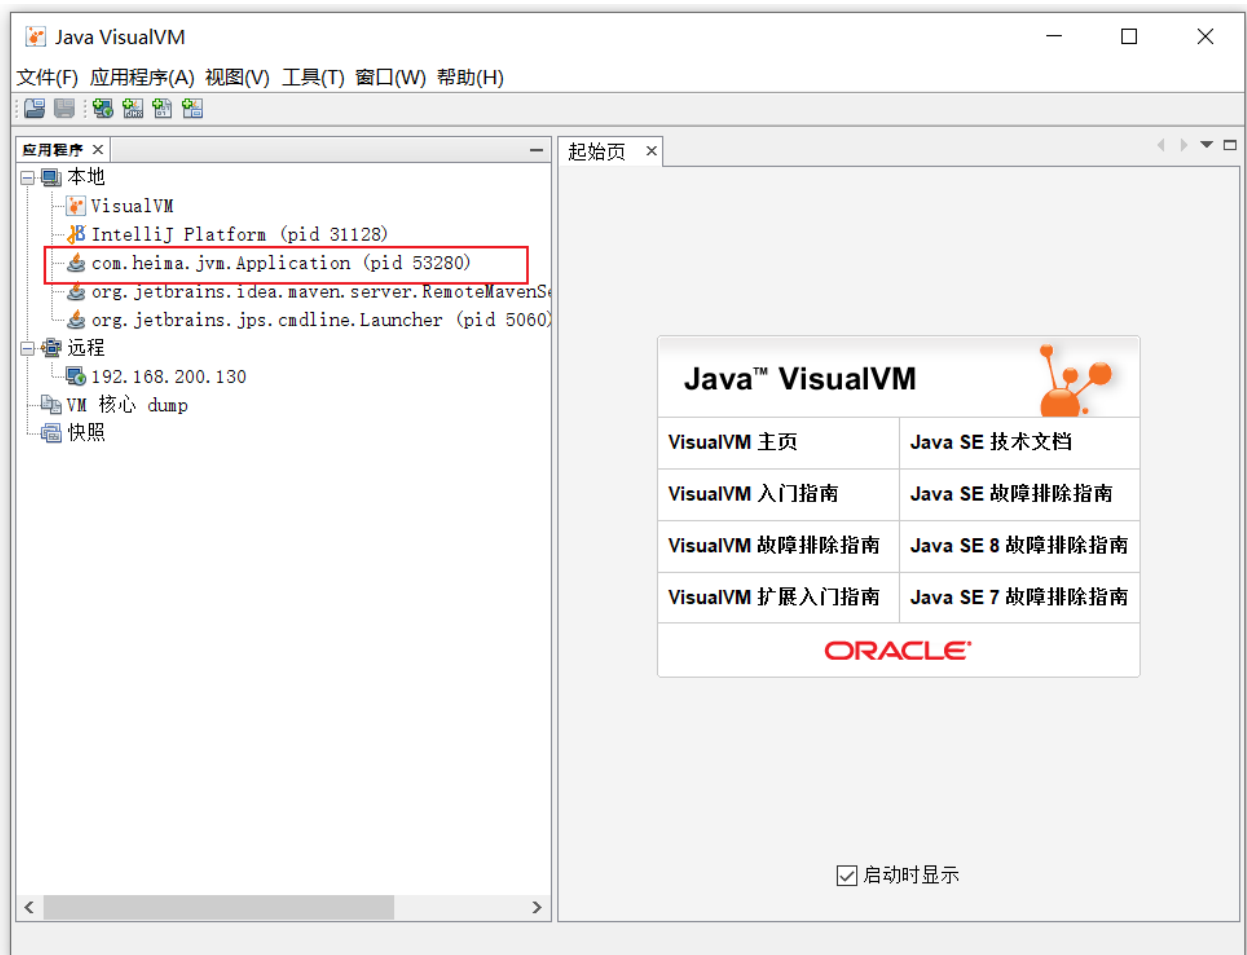 Java VisualVM
文件(F) 应用程序(A) 视图(V) 工具(T) 窗口(W) 帮助(H)
应用程序
起始页
本地
VisualVM
IntelliJ Platform (pid 31128)
com.heima.jvm.Application (pid 53280)
org.jetbrains.idea.maven.server.RemoteMavenSe
org.jetbrains.jps.cmdline.Launcher (pid 5060)
远程
192.168.200.130
VM 核心 dump
快照
Java™ VisualVM
VisualVM 主页 Java SE 技术文档
VisualVM 入门指南 Java SE 故障排除指南
VisualVM 故障排除指南 Java SE 8 故障排除指南
VisualVM 扩展入门指南 Java SE 7 故障排除指南
ORACLE
启动时显示